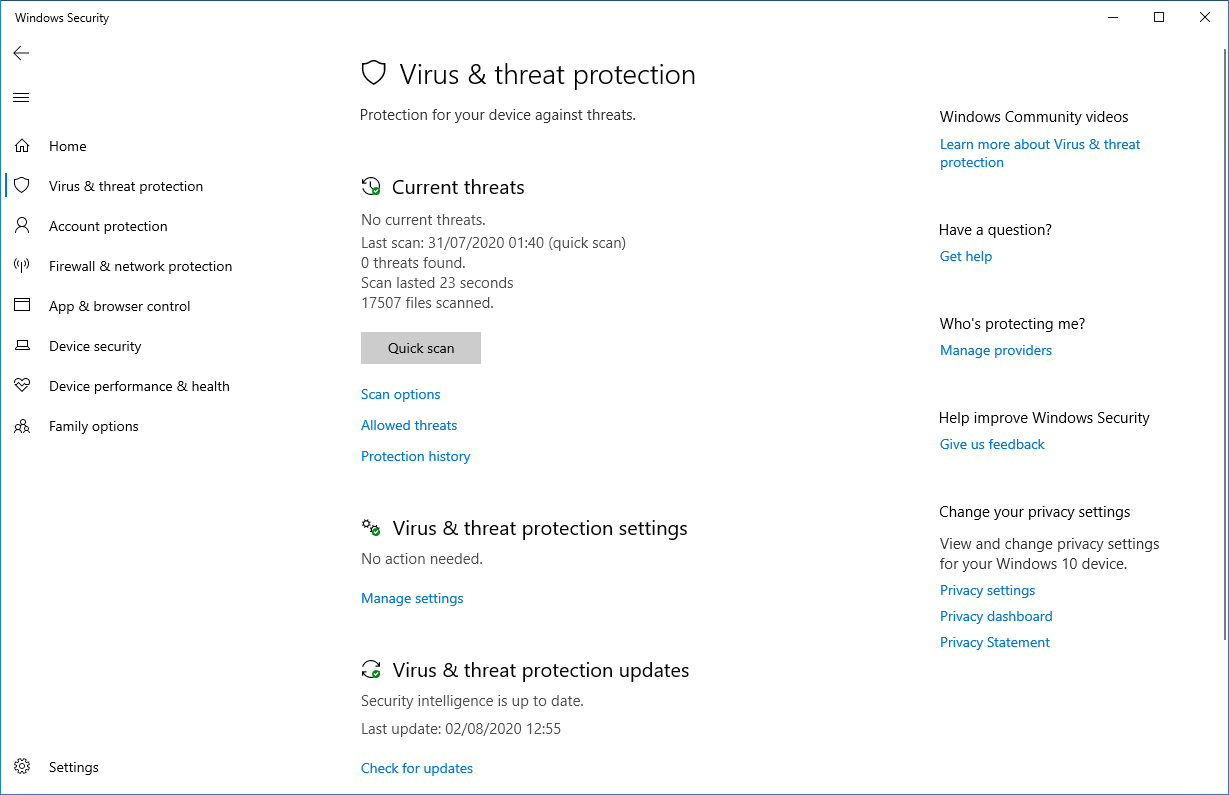 Windows Security
Home
Virus & threat protection
Account protection
Firewall & network protection
App & browser control
Device security
Device performance & health
Family options
Settings
Virus & threat protection
Protection for your device against threats.
Current threats
No current threats.
Last scan: 31/07/2020 01:40 (quick scan)
0 threats found.
Scan lasted 23 seconds
17507 files scanned.
Quick scan
Scan options
Allowed threats
Protection history
Virus & threat protection settings
No action needed.
Manage settings
Virus & threat protection updates
Security intelligence is up to date.
Last update: 02/08/2020 12:55
Check for updates
Windows Community videos
Learn more about Virus & threat
protection
Have a question?
Get help
Who's protecting me?
Manage providers
Help improve Windows Security
Give us feedback
Change your privacy settings
View and change privacy settings
for your Windows 10 device.
Privacy settings
Privacy dashboard
Privacy Statement